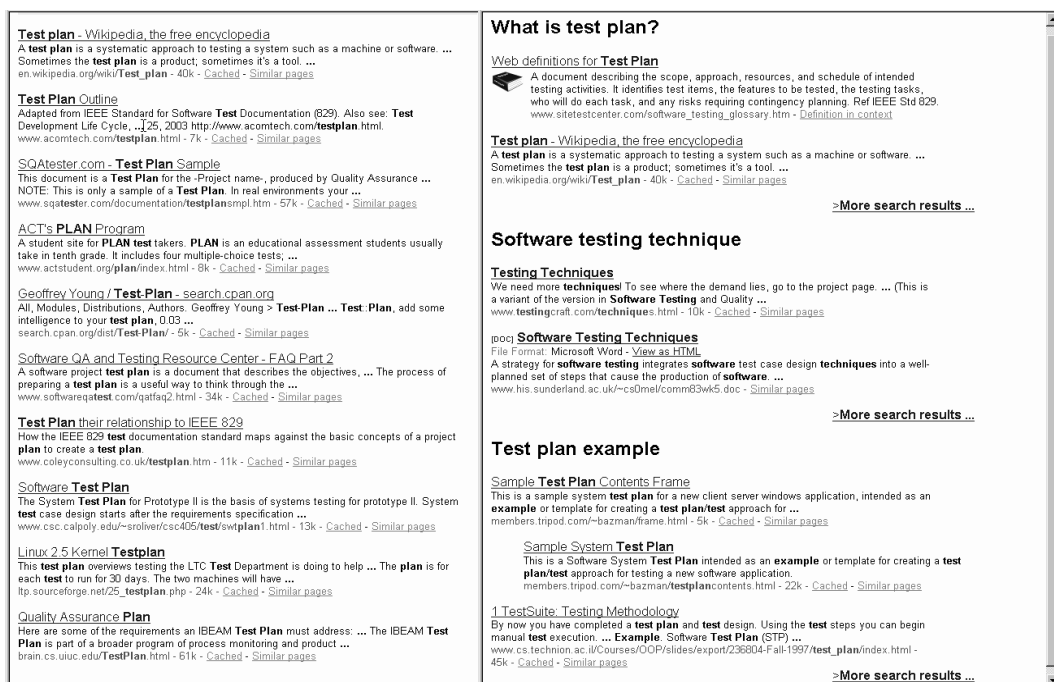 Test plan - Wikipedia, the free encyclopedia
A test plan is a systematic approach to testing a system such as a machine or software. ...
Sometimes the test plan is a product; sometimes it's a tool. ...
en.wikipedia.org/wiki/Test_plan - 40k - Cached - Similar pages
Test Plan Outline
Adapted from IEEE Standard for Software Test Documentation (829). Also see: Test
Development Life Cycle, ... 25, 2003 http://www.acomtech.com/testplan.html.
www.acomtech.com/testplan.html - 7k - Cached - Similar pages
SQAtester.com - Test Plan Sample
This document is a Test Plan for the -Project name-, produced by Quality Assurance ...
NOTE: This is only a sample of a Test Plan. In real environments your ...
www.sqatester.com/documentation/testplansmpl.htm - 57k - Cached - Similar pages
ACT's PLAN Program
A student site for PLAN test takers. PLAN is an educational assessment students usually
take in tenth grade. It includes four multiple-choice tests; ...
www.actstudent.org/plan/index.html - 8k - Cached - Similar pages
Geoffrey Young / Test-Plan - search.cpan.org
All, Modules, Distributions, Authors. Geoffrey Young > Test-Plan ... Test::Plan, add some
intelligence to your test plan, 0.03 ...
search.cpan.org/dist/Test-Plan/ - 5k - Cached - Similar pages
Software QA and Testing Resource Center - FAQ Part 2
A software project test plan is a document that describes the objectives, ... The process of
preparing a test plan is a useful way to think through the ...
www.softwareqatest.com/qatfaq2.html - 34k - Cached - Similar pages
Test Plan their relationship to IEEE 829
How the IEEE 829 test documentation standard maps against the basic concepts of a project
plan to create a test plan.
www.coleyconsulting.co.uk/testplan.htm - 11k - Cached - Similar pages
Software Test Plan
The System Test Plan for Prototype II is the basis of systems testing for prototype II. System
test case design starts after the requirements specification ...
www.csc.calpoly.edu/~sroliver/csc405/test/swtplan1.html - 13k - Cached - Similar pages
Linux 2.5 Kernel Testplan
This test plan overviews testing the LTC Test Department is doing to help ... The plan is for
each test to run for 30 days. The two machines will have ...
ltp.sourceforge.net/25_testplan.php - 24k - Cached - Similar pages
Quality Assurance Plan
Here are some of the requirements an IBEAM Test Plan must address: ... The IBEAM Test
Plan is part of a broader program of process monitoring and product ...
brain.cs.uiuc.edu/TestPlan.html - 61k - Cached - Similar pages
What is test plan?
Web definitions for Test Plan
A document describing the scope, approach, resources, and schedule of intended
testing activities. It identifies test items, the features to be tested, the testing tasks,
who will do each task, and any risks requiring contingency planning. Ref IEEE Std 829.
www.sitetestcenter.com/software_testing_glossary.htm - Definition in context
Test plan - Wikipedia, the free encyclopedia
A test plan is a systematic approach to testing a system such as a machine or software. ...
Sometimes the test plan is a product; sometimes it's a tool. ...
en.wikipedia.org/wiki/Test_plan - 40k - Cached - Similar pages
>More search results ...
Software testing technique
Testing Techniques
We need more techniques! To see where the demand lies, go to the project page. ... (This is
a variant of the version in Software Testing and Quality ...
www.testingcraft.com/techniques.html - 10k - Cached - Similar pages
[DOC] Software Testing Techniques
File Format: Microsoft Word - View as HTML
A strategy for software testing integrates software test case design techniques into a well-
planned set of steps that cause the production of software. ...
www.his.sunderland.ac.uk/~cs0mel/comm83wk5.doc - Similar pages
>More search results ...
Test plan example
Sample Test Plan Contents Frame
This is a sample system test plan for a new client server windows application, intended as an
example or template for creating a test plan/test approach for ...
members.tripod.com/~bazman/frame.html - 5k - Cached - Similar pages
Sample System Test Plan
This is a Software System Test Plan intended as an example or template for creating a test
plan/test approach for testing a new software application.
members.tripod.com/~bazman/testplancontents.html - 22k - Cached - Similar pages
1 TestSuite: Testing Methodology
By now you have completed a test plan and test design. Using the test steps you can begin
manual test execution. ... Example. Software Test Plan (STP) ...
www.cs.technion.ac.il/Courses/OOP/slides/export/236804-Fall-1997/test_plan/index.html -
45k - Cached - Similar pages
>More search results ...